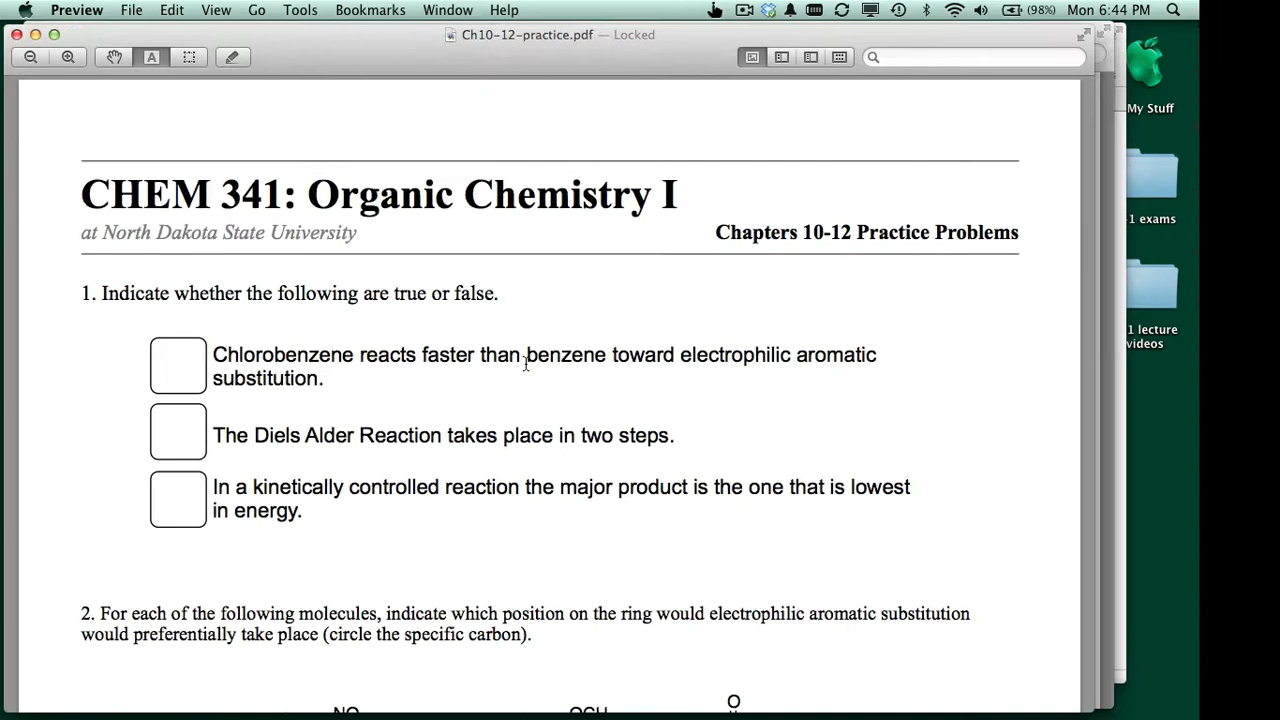 Preview File Edit View Go Tools Bookmarks Window Help (98%) Mon 6:44 PM
Ch10-12-practice.pdf — Locked
A
My Stuff
CHEM 341: Organic Chemistry I
at North Dakota State University
Chapters 10-12 Practice Problems
1 exams
1. Indicate whether the following are true or false.
1 lecture
videos
Chlorobenzene reacts faster than benzene toward electrophilic aromatic
substitution.
The Diels Alder Reaction takes place in two steps.
In a kinetically controlled reaction the major product is the one that is lowest
in energy.
2. For each of the following molecules, indicate which position on the ring would electrophilic aromatic substitution
would preferentially take place (circle the specific carbon).
O